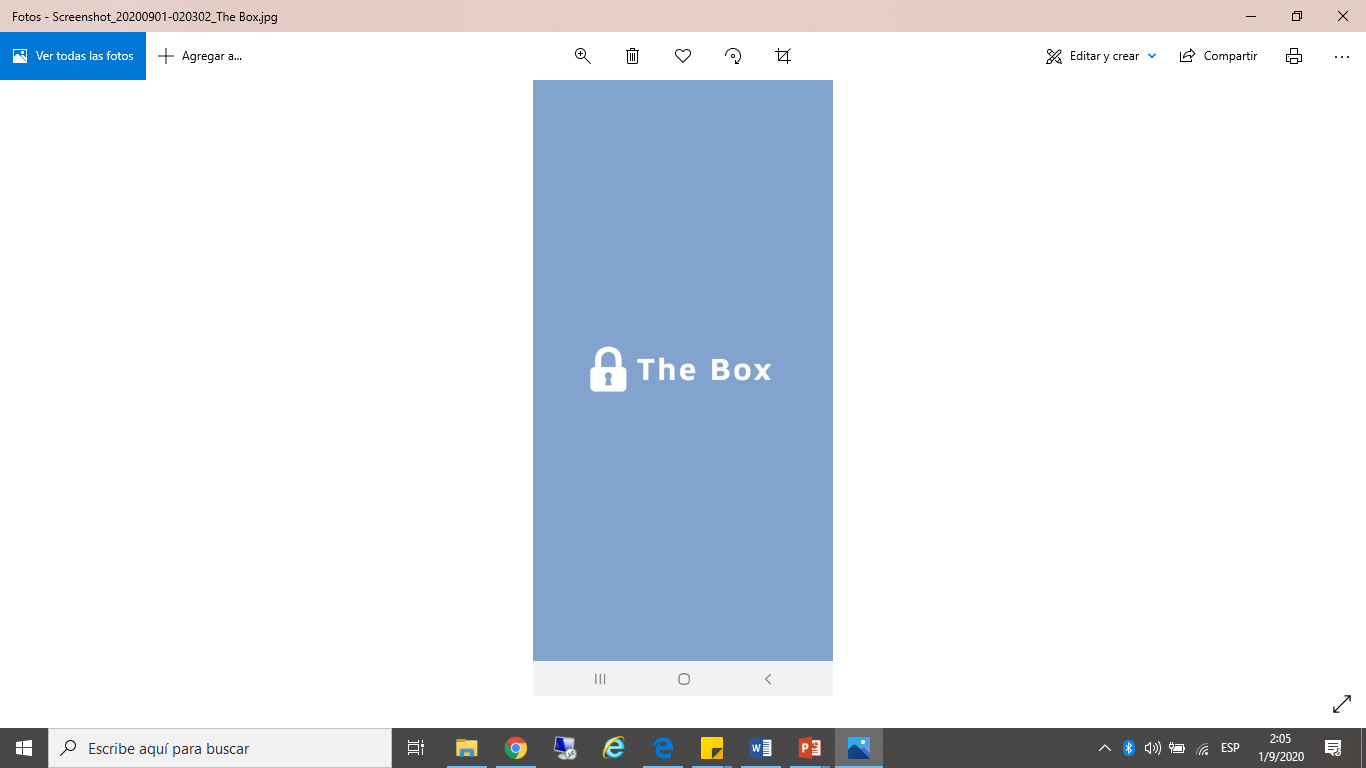 Fotos - Screenshot_20200901-020302_The Box.jpg
Ver todas las fotos
Agregar a...
Editar y crear
Compartir
The Box
Escribe aquí para buscar
ESP
2:05
1/9/2020